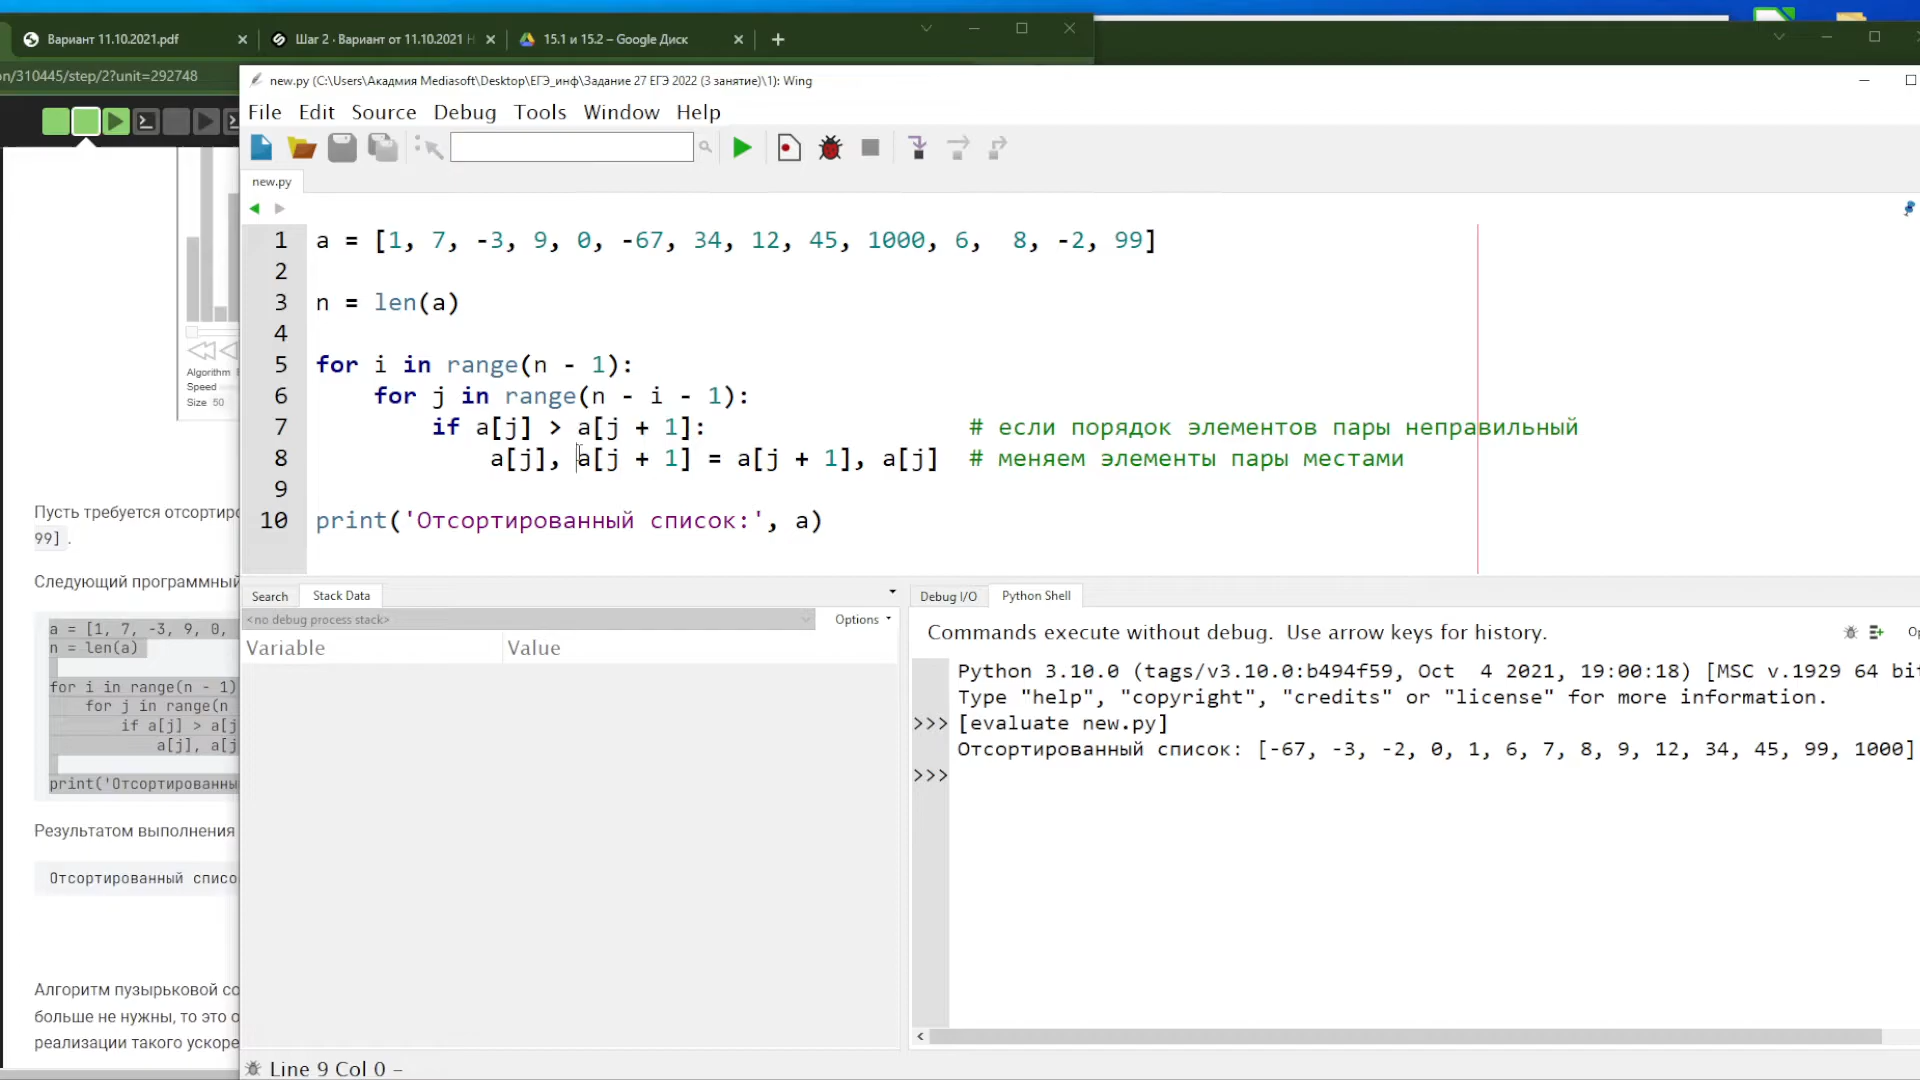 Вариант 11.10.2021.pdf
Шаг 2 · Вариант от 11.10.2021
15.1 и 15.2 – Google Диск
n/310445/step/2?unit=292748
new.py (C:\Users\Акадмия Mediasoft\Desktop\ЕГЭ_инф\Задание 27 ЕГЭ 2022 (3 занятие)\1): Wing
File Edit Source Debug Tools Window Help
new.py
1 a = [1, 7, -3, 9, 0, -67, 34, 12, 45, 1000, 6,  8, -2, 99]
2
3 n = len(a)
4
5 for i in range(n - 1):
6     for j in range(n - i - 1):
7         if a[j] > a[j + 1]:                  # если порядок элементов пары неправильный
8             a[j], a[j + 1] = a[j + 1], a[j]  # меняем элементы пары местами
9
10 print('Отсортированный список:', a)
Algorithm
Speed
Size 50
Пусть требуется
99] .
Следующий программный
a = [1, 7, -3, 9, 0,
n = len(a)
for i in range(n - 1)
for j in range(n
if a[j] > a[j
a[j], a[j
print('
Результатом выполнения
Алгоритм пузырьковой
больше не нужны, то это
реализации такого
Search Stack Data
<no debug process stack> Options
Variable Value
Debug I/O Python Shell
Commands execute without debug.  Use arrow keys for history.
Python 3.10.0 (tags/v3.10.0:b494f59, Oct  4 2021, 19:00:18) [MSC v.1929 64
Type "help", "copyright", "credits" or "license" for more information.
>>> [evaluate new.py]
Отсортированный список: [-67, -3, -2, 0, 1, 6, 7, 8, 9, 12, 34, 45, 99, 1000]
>>>
Line 9 Col 0 –